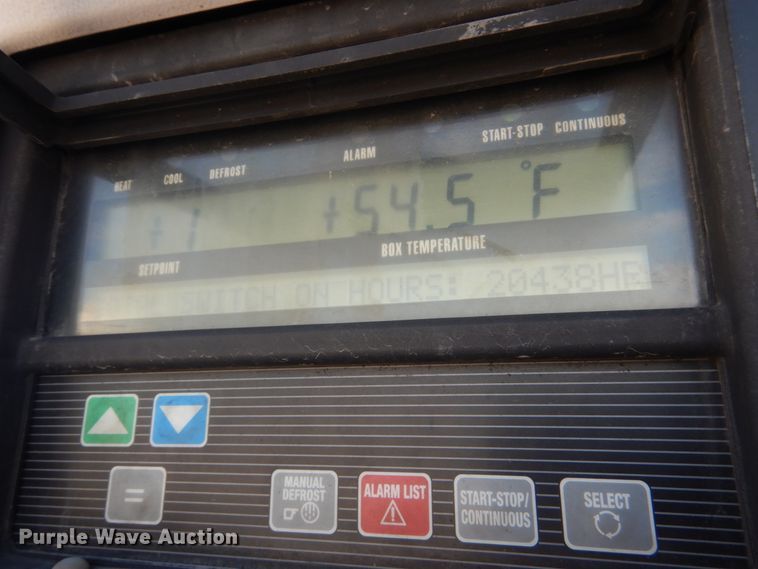 HEAT COOL DEFROST ALARM START-STOP CONTINUOUS
+1 +54.5 °F
SETPOINT BOX TEMPERATURE
SWITCH ON HOURS: 20438HR
=
MANUAL DEFROST
ALARM LIST
START-STOP/
CONTINUOUS
SELECT
Purple Wave Auction